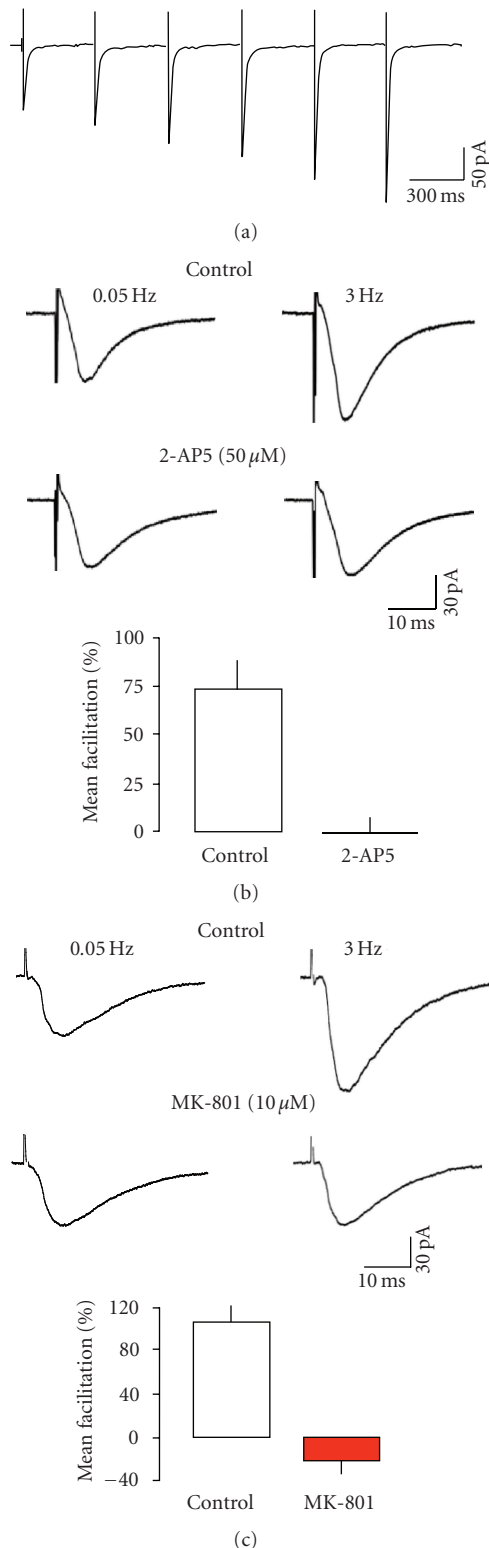 300 ms
50 pA
(a)
Control
0.05 Hz
3 Hz
2-AP5 (50 μM)
10 ms
30 pA
Mean facilitation (%)
100
75
50
25
0
Control
2-AP5
(b)
Control
0.05 Hz
3 Hz
MK-801 (10 μM)
10 ms
30 pA
Mean facilitation (%)
120
80
40
0
−40
Control
MK-801
(c)